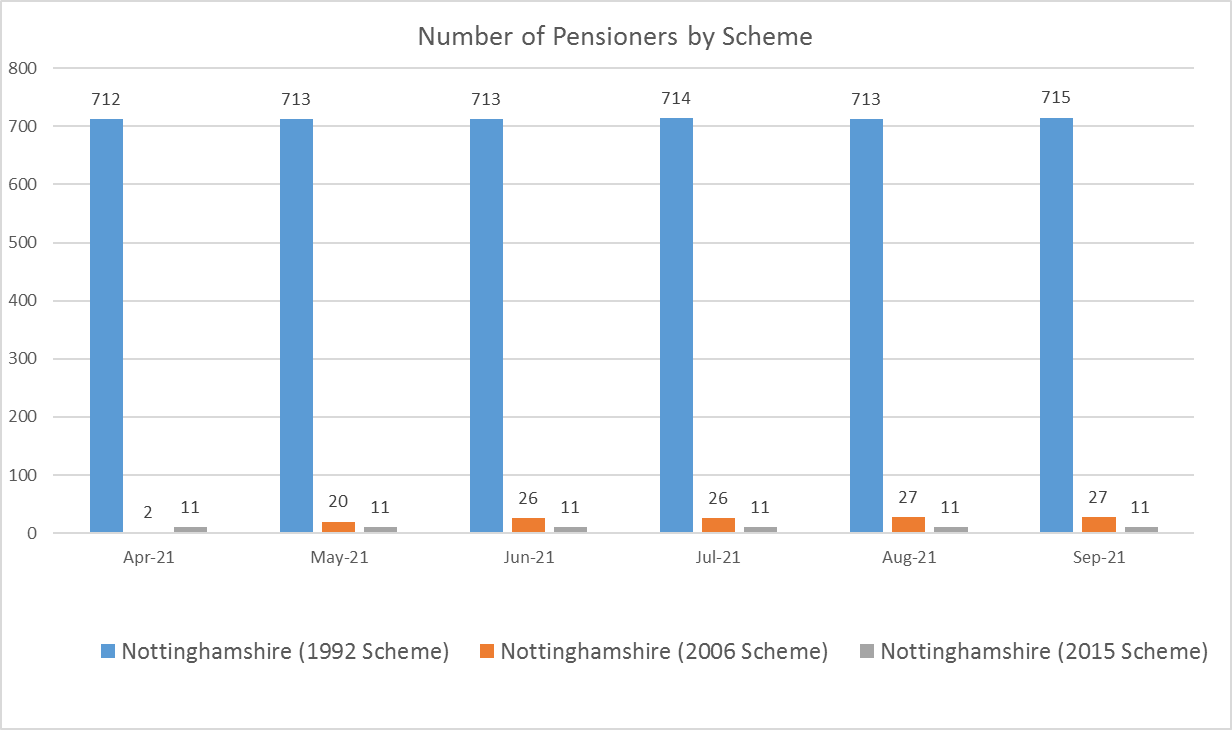 Number of Pensioners by Scheme
800
712 713 713 714 713 715
700
600
500
400
300
200
100
2 11 20 11 26 11 26 11 27 11 27 11
0
Apr-21 May-21 Jun-21 Jul-21 Aug-21 Sep-21
Nottinghamshire (1992 Scheme) Nottinghamshire (2006 Scheme) Nottinghamshire (2015 Scheme)